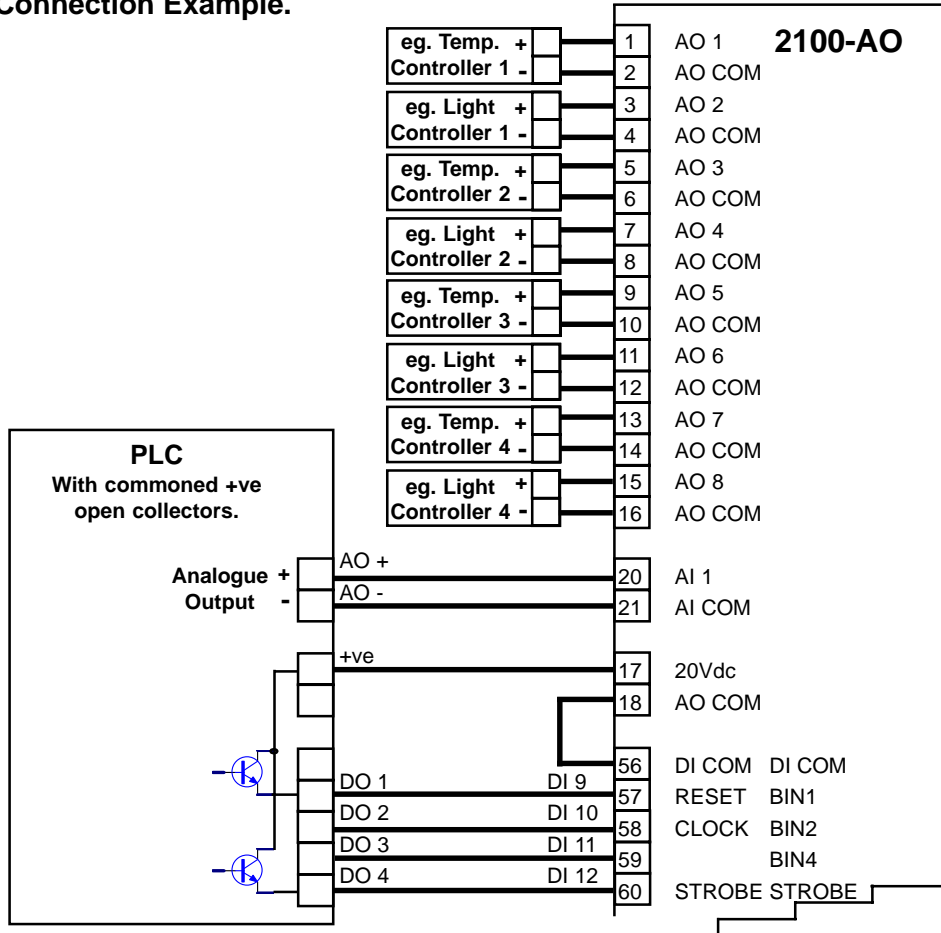 Connection Example.
2100-AO
eg. Temp. + 1 AO 1
Controller 1 - 2 AO COM
eg. Light + 3 AO 2
Controller 1 - 4 AO COM
eg. Temp. + 5 AO 3
Controller 2 - 6 AO COM
eg. Light + 7 AO 4
Controller 2 - 8 AO COM
eg. Temp. + 9 AO 5
Controller 3 - 10 AO COM
eg. Light + 11 AO 6
Controller 3 - 12 AO COM
eg. Temp. + 13 AO 7
Controller 4 - 14 AO COM
eg. Light + 15 AO 8
Controller 4 - 16 AO COM
PLC
With commoned +ve
open collectors.
Analogue + AO + 20 AI 1
Output - AO - 21 AI COM
+ve 17 20Vdc
18 AO COM
56 DI COM DI COM
DO 1 DI 9 57 RESET BIN1
DO 2 DI 10 58 CLOCK BIN2
DO 3 DI 11 59 BIN4
DO 4 DI 12 60 STROBE STROBE